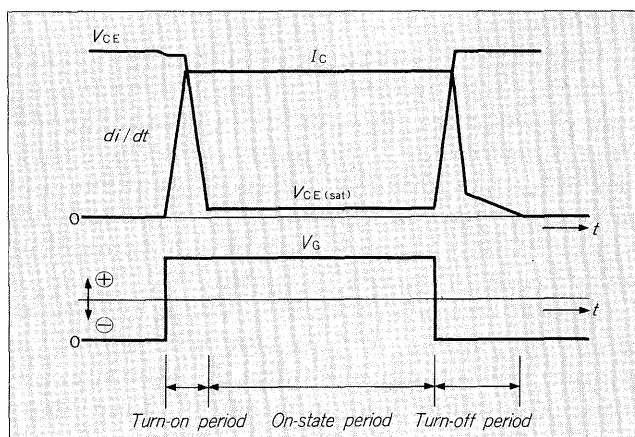 VCE
IC
di/dt
VCE (sat)
0
t
VG
⊕
⊖
t
0
Turn-on period On-state period Turn-off period